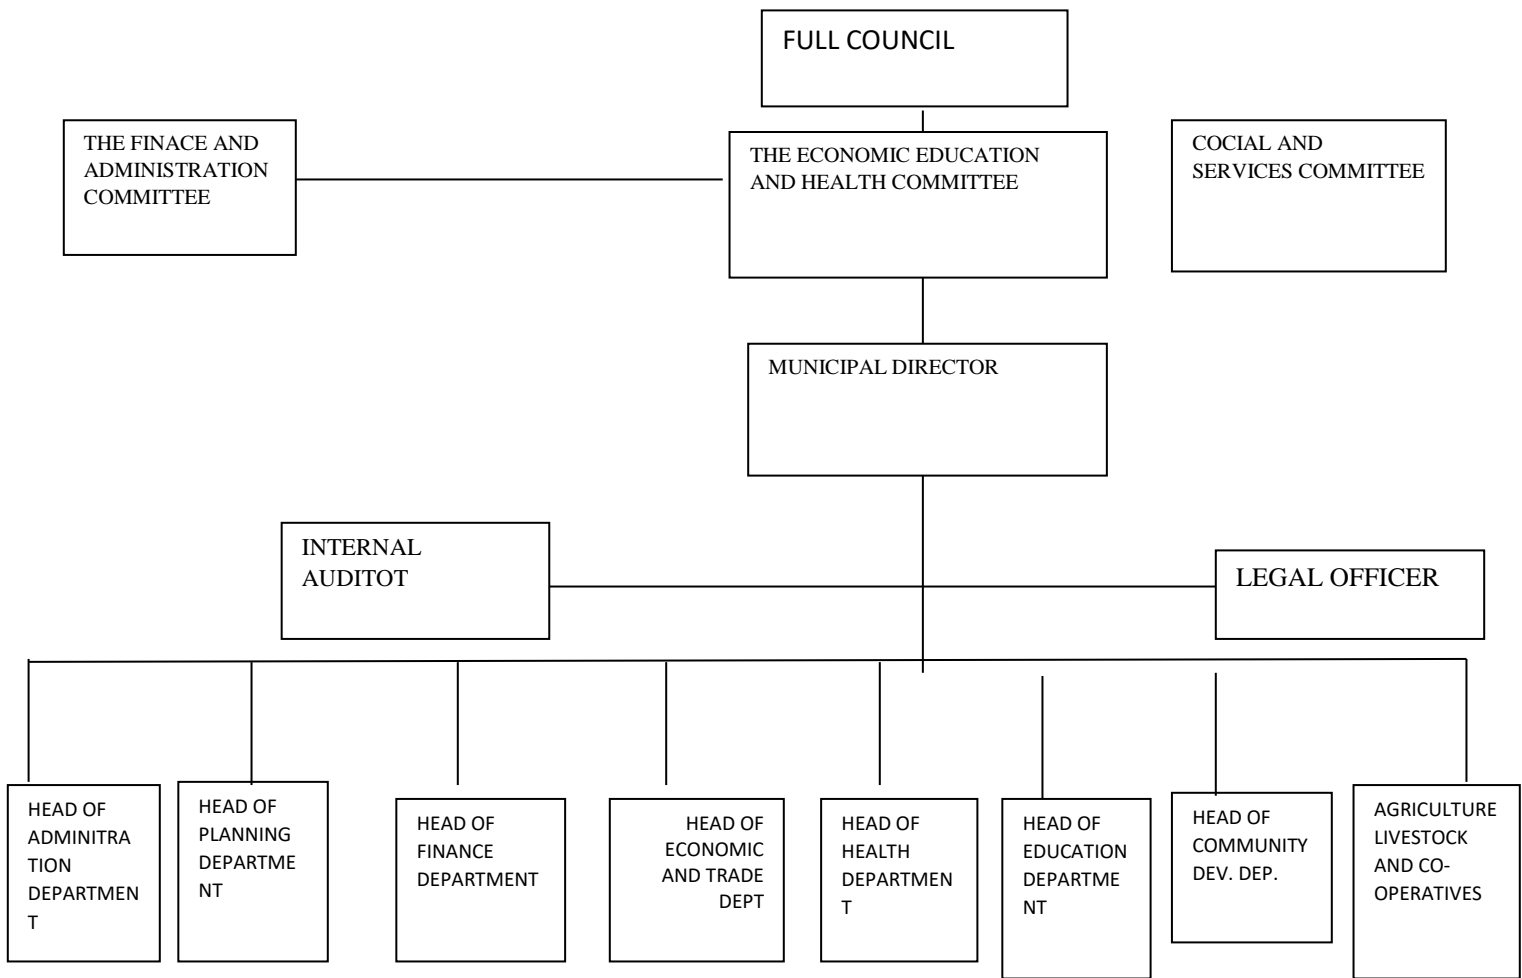 FULL COUNCIL
THE FINACE AND
ADMINISTRATION
COMMITTEE
THE ECONOMIC EDUCATION
AND HEALTH COMMITTEE
COCIAL AND
SERVICES COMMITTEE
MUNICIPAL DIRECTOR
INTERNAL
AUDITOT
LEGAL OFFICER
HEAD OF
ADMINITRA
TION
DEPARTMEN
T
HEAD OF
PLANNING
DEPARTME
NT
HEAD OF
FINANCE
DEPARTMENT
HEAD OF
ECONOMIC
AND TRADE
DEPT
HEAD OF
HEALTH
DEPARTMEN
T
HEAD OF
EDUCATION
DEPARTME
NT
HEAD OF
COMMUNITY
DEV. DEP.
AGRICULTURE
LIVESTOCK
AND CO-
OPERATIVES